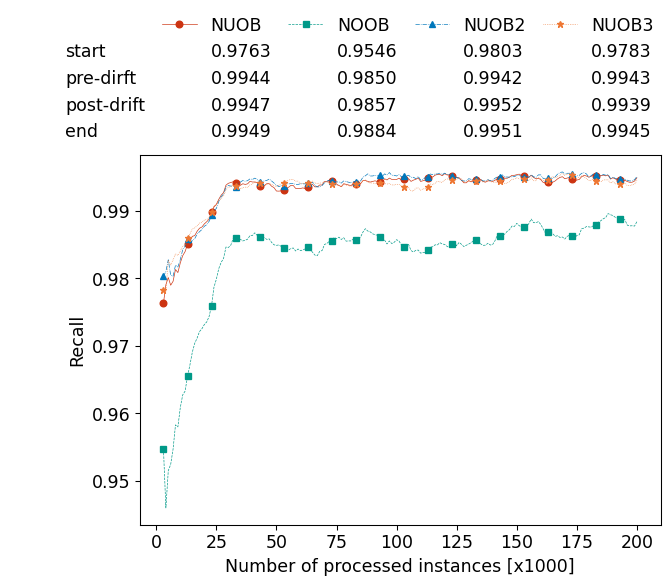 NUOB NOOB NUOB2 NUOB3
start 0.9763 0.9546 0.9803 0.9783
pre-dirft 0.9944 0.9850 0.9942 0.9943
post-drift 0.9947 0.9857 0.9952 0.9939
end 0.9949 0.9884 0.9951 0.9945
0.99
0.98
0.97
0.96
0.95
Recall
0 25 50 75 100 125 150 175 200
Number of processed instances [x1000]